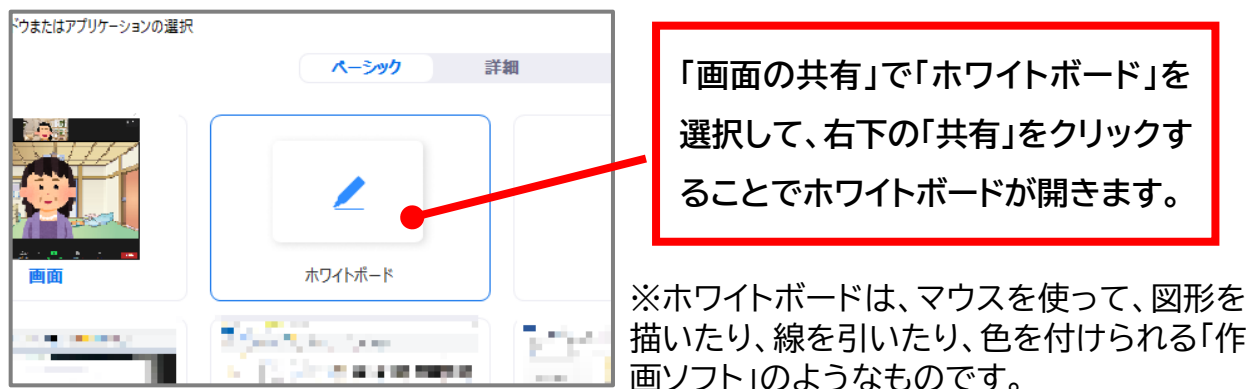 ウまたはアプリケーションの選択
ベーシック 詳細
画面
ホワイトボード
「画面の共有」で「ホワイトボード」を
選択して、右下の「共有」をクリックす
ることでホワイトボードが開きます。
※ホワイトボードは、マウスを使って、図形を
描いたり、線を引いたり、色を付けられる「作
画ソフト」のようなものです。